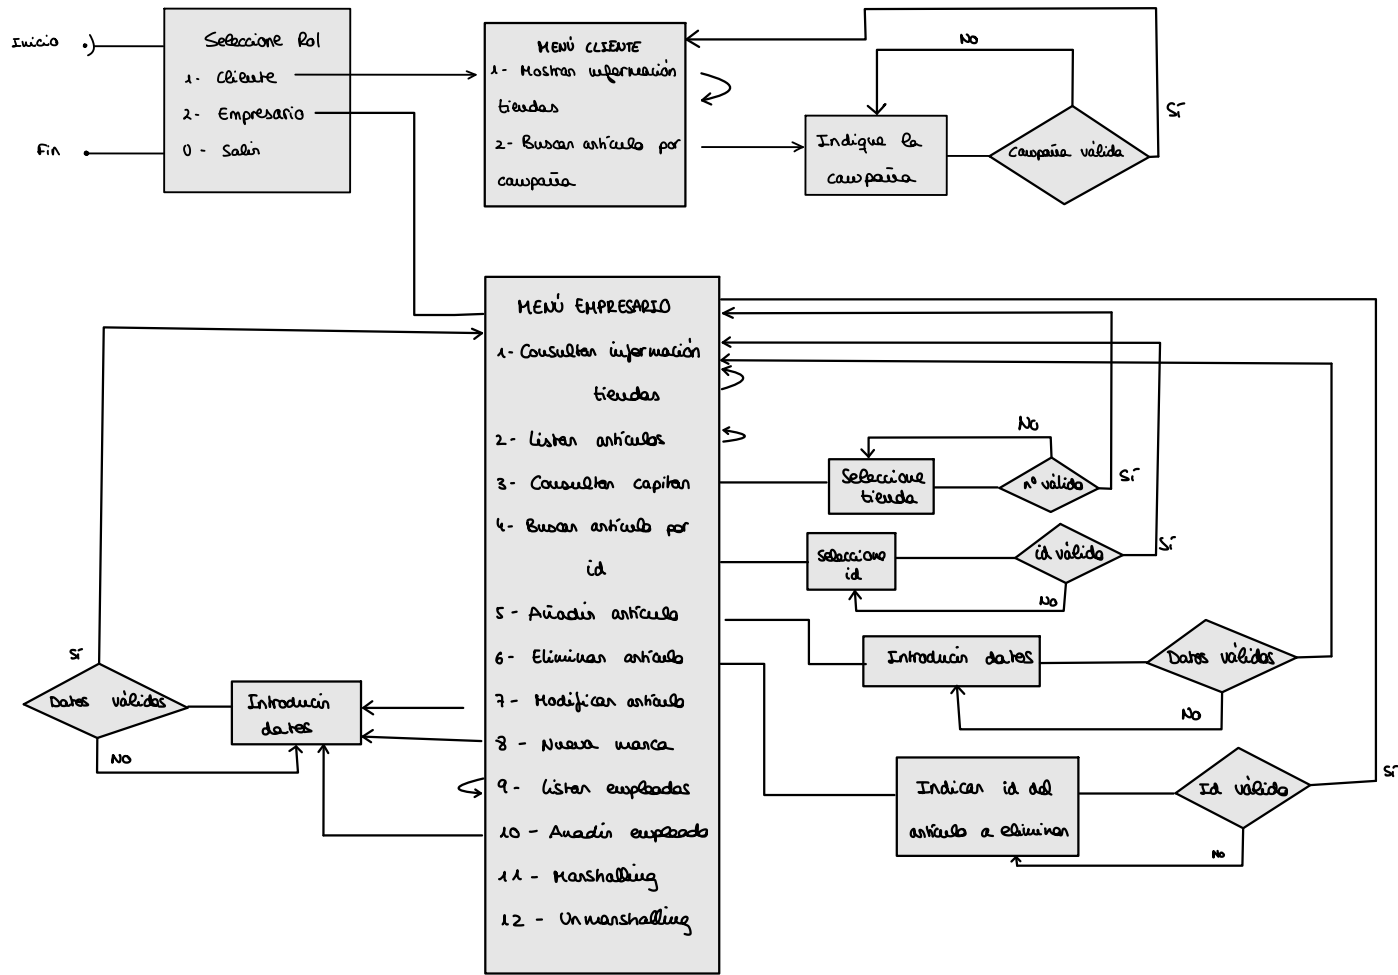 Inicio
Seleccione Rol
1- Cliente
2- Empresario
0- Salir
Fin
MENÚ CLIENTE
1- Mostrar información
tiendas
2- Buscar artículo por
campaña
Indique la
campaña
Campaña válida
No
Sí
MENÚ EMPRESARIO
1- Consultar información
tiendas
2- Listar artículos
3- Consultar capital
4- Buscar artículo por
id
5- Añadir artículo
6- Eliminar artículo
7- Modificar artículo
8- Nueva marca
9- Listar empleados
10- Añadir empleado
11- Marshalling
12- Unmarshalling
Seleccione
tienda
nº válido
No
Sí
Seleccione
id
id válido
No
Sí
Introducir datos
Datos válidos
No
Sí
Indicar id del
artículo a eliminar
Id válido
No
Introducir
datos
Datos válidos
Sí
No